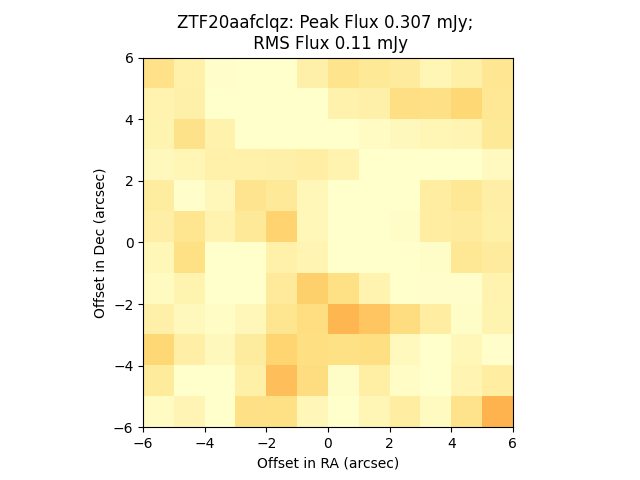 ZTF20aafclqz: Peak Flux 0.307 mJy;
RMS Flux 0.11 mJy
6
4
2
0
−2
−4
−6
Offset in Dec (arcsec)
−6 −4 −2 0 2 4 6
Offset in RA (arcsec)